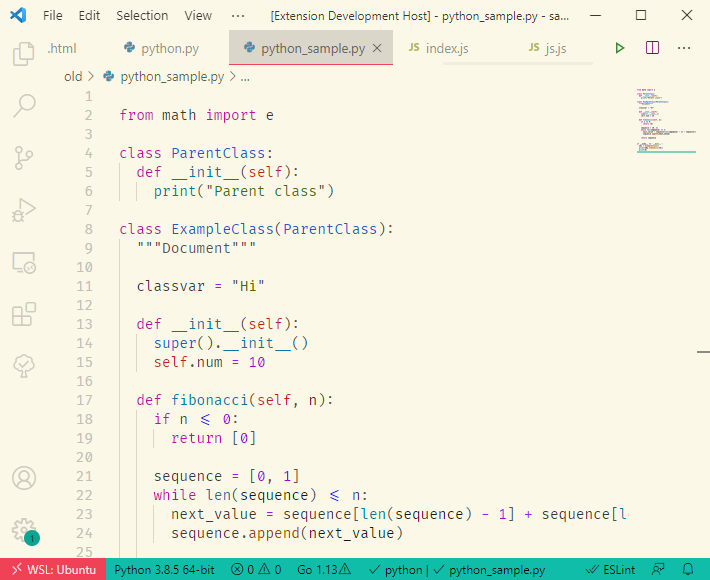 File Edit Selection View ··· [Extension Development Host] - python_sample.py - sa...
.html python.py python_sample.py JS index.js JS js.js ···
old > python_sample.py > ...
1
2 from math import e
3
4 class ParentClass:
5 def __init__(self):
6 print("Parent class")
7
8 class ExampleClass(ParentClass):
9 """Document"""
10
11 classvar = "Hi"
12
13 def __init__(self):
14 super().__init__()
15 self.num = 10
16
17 def fibonacci(self, n):
18 if n ⩽ 0:
19 return [0]
20
21 sequence = [0, 1]
22 while len(sequence) ⩽ n:
23 next_value = sequence[len(sequence) - 1] + sequence[l
24 sequence.append(next_value)
25
1
WSL: Ubuntu Python 3.8.5 64-bit 0 0 Go 1.13 ✓ python | ✓ python_sample.py ESLint